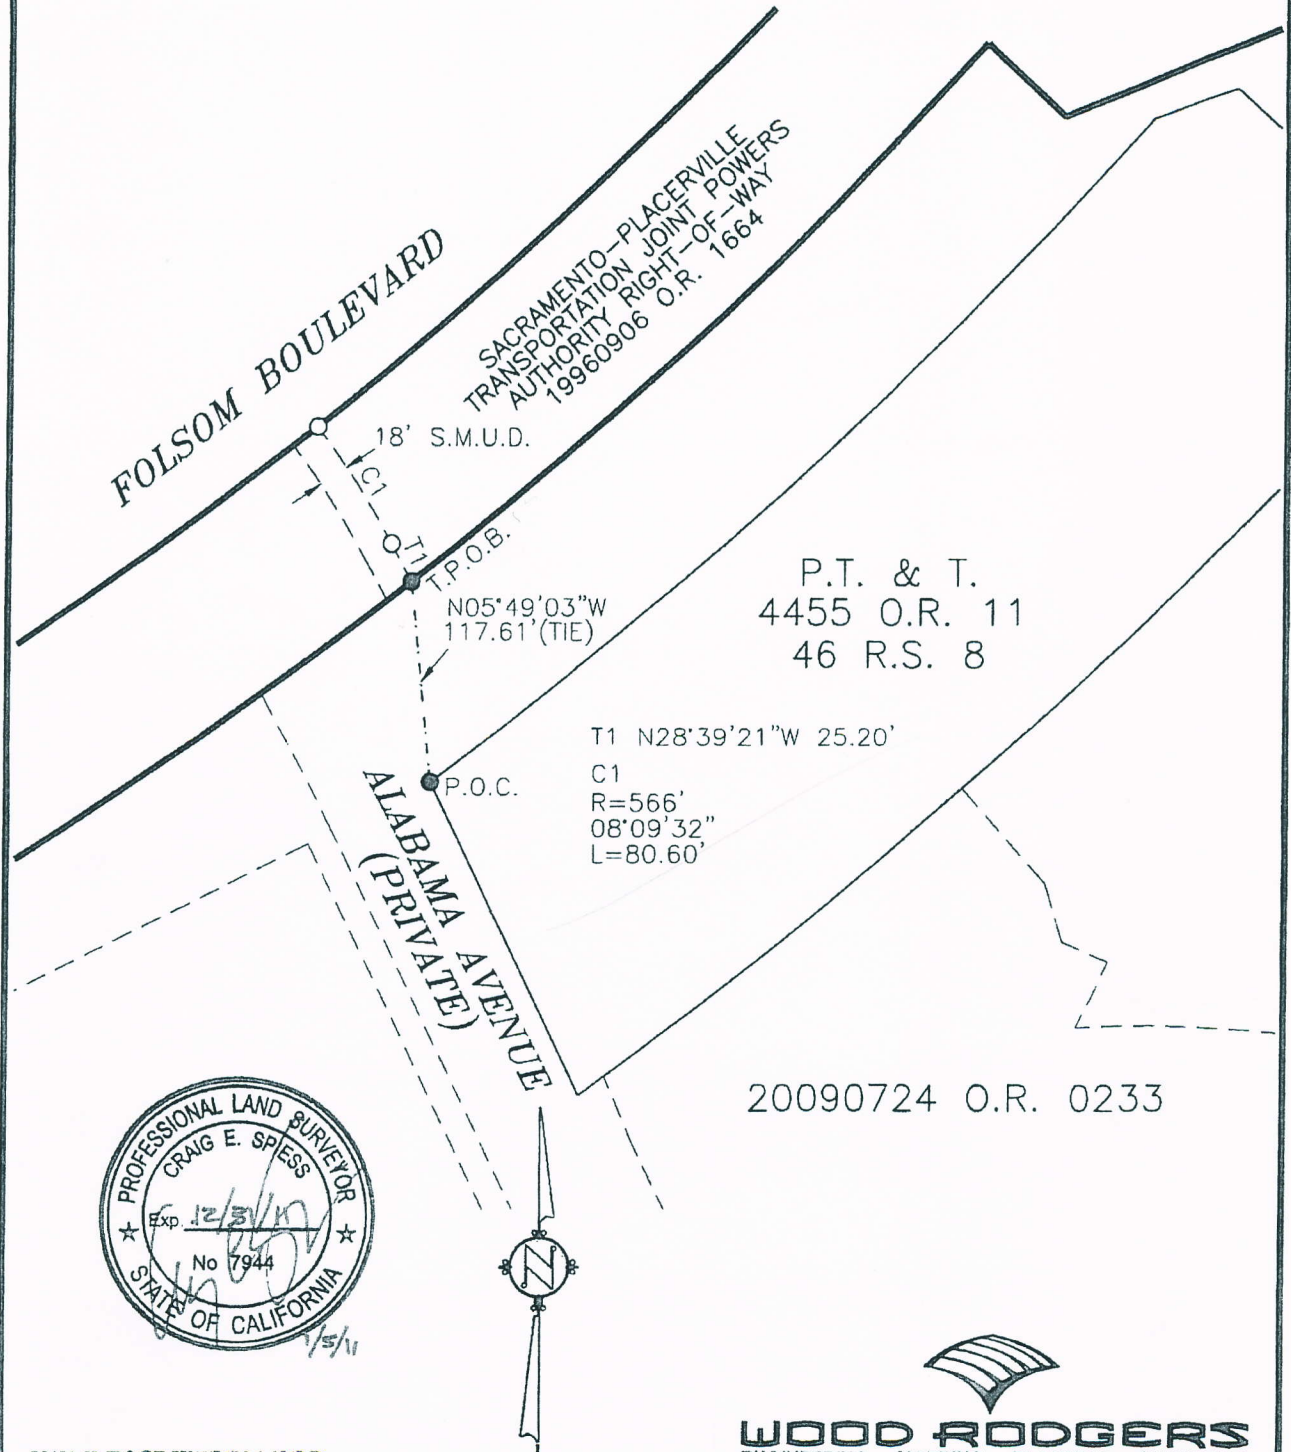 SACRAMENTO-PLACERVILLE
TRANSPORTATION JOINT POWERS
AUTHORITY RIGHT-OF-WAY
19960906 O.R. 1664
FOLSOM BOULEVARD
18' S.M.U.D.
C1
T1
T.P.O.B.
N05°49'03"W
117.61'(TIE)
P.T. & T.
4455 O.R. 11
46 R.S. 8
T1 N28°39'21"W 25.20'
C1
R=566'
08°09'32"
L=80.60'
P.O.C.
ALABAMA AVENUE
(PRIVATE)
20090724 O.R. 0233
PROFESSIONAL LAND SURVEYOR
CRAIG E. SPIESS
Exp. 12/31/
No 7944
STATE OF CALIFORNIA
/5/11
N
WOOD RODGERS